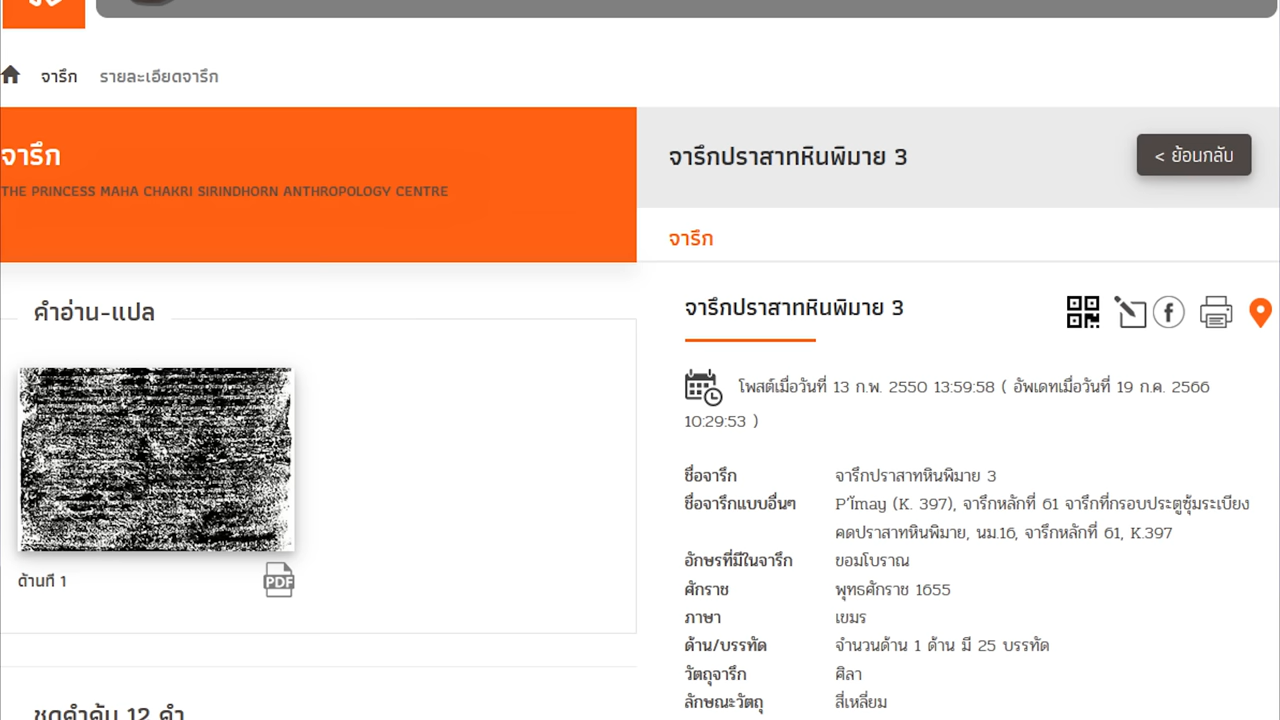 จารึก รายละเอียดจารึก
จารึก
THE PRINCESS MAHA CHAKRI SIRINDHORN ANTHROPOLOGY CENTRE
คำอ่าน-แปล
ด้านที่ 1
PDF
ชุดคำค้น 12 คำ
จารึกปราสาทหินพิมาย 3
< ย้อนกลับ
จารึก
จารึกปราสาทหินพิมาย 3
โพสต์เมื่อวันที่ 13 ก.พ. 2550 13:59:58 ( อัพเดทเมื่อวันที่ 19 ก.ค. 2566
10:29:53 )
ชื่อจารึก จารึกปราสาทหินพิมาย 3
ชื่อจารึกแบบอื่นๆ P'ĭmay (K. 397), จารึกหลักที่ 61 จารึกที่กรอบประตูซุ้มระเบียง
คดปราสาทหินพิมาย, นม.16, จารึกหลักที่ 61, K.397
อักษรที่มีในจารึก ขอมโบราณ
ศักราช พุทธศักราช 1655
ภาษา เขมร
ด้าน/บรรทัด จำนวนด้าน 1 ด้าน มี 25 บรรทัด
วัตถุจารึก ศิลา
ลักษณะวัตถุ สี่เหลี่ยม